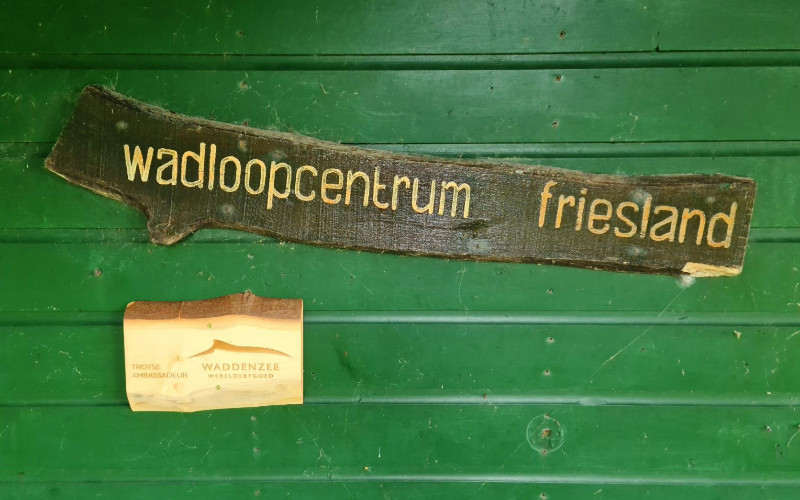 wadloopcentrum friesland
TROTSE
AMBASSADEUR
WADDENZEE
WERELDERFGOED